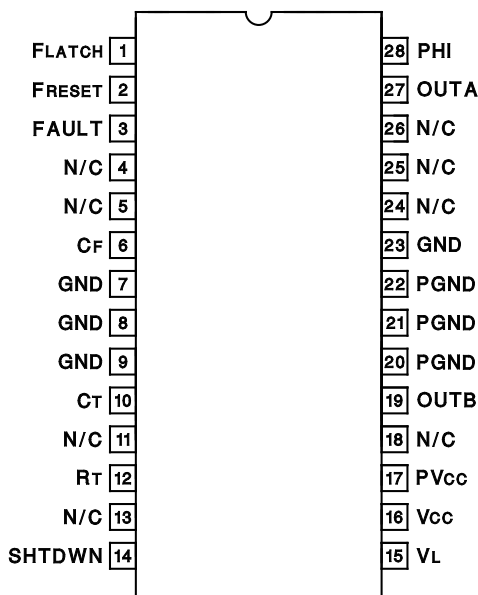 FLATCH 1
FRESET 2
FAULT 3
N/C 4
N/C 5
CF 6
GND 7
GND 8
GND 9
CT 10
N/C 11
RT 12
N/C 13
SHTDWN 14
28 PHI
27 OUTA
26 N/C
25 N/C
24 N/C
23 GND
22 PGND
21 PGND
20 PGND
19 OUTB
18 N/C
17 PVCC
16 VCC
15 VL